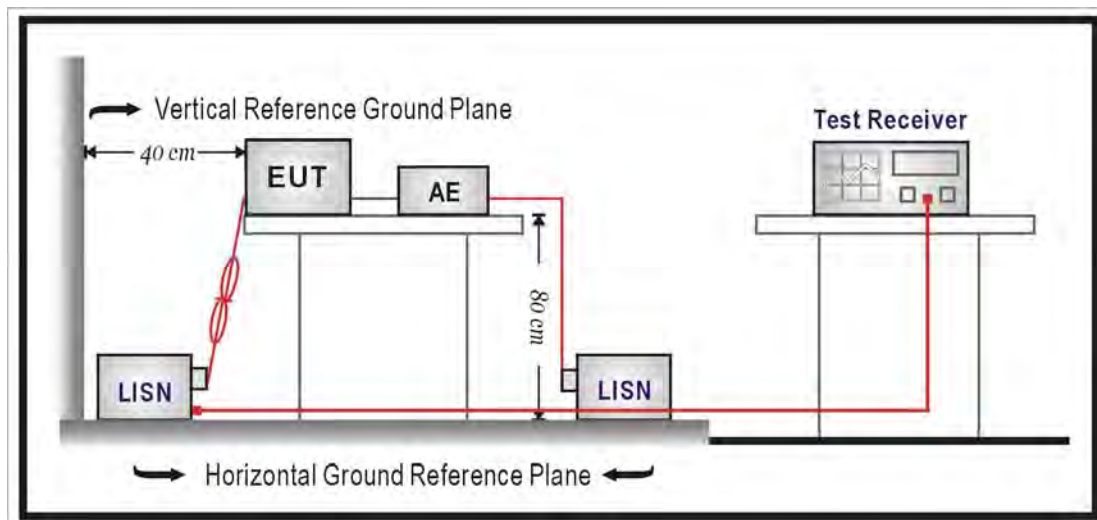 Vertical Reference Ground Plane
Test Receiver
40 cm
EUT
AE
80 cm
LISN
LISN
Horizontal Ground Reference Plane